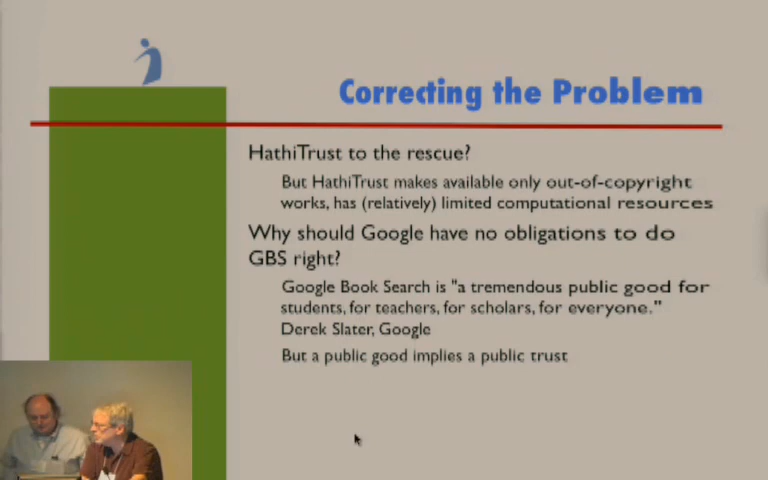 Correcting the Problem
HathiTrust to the rescue?
But HathiTrust makes available only out-of-copyright
works, has (relatively) limited computational resources
Why should Google have no obligations to do
GBS right?
Google Book Search is "a tremendous public good for
students, for teachers, for scholars, for everyone."
Derek Slater, Google
But a public good implies a public trust